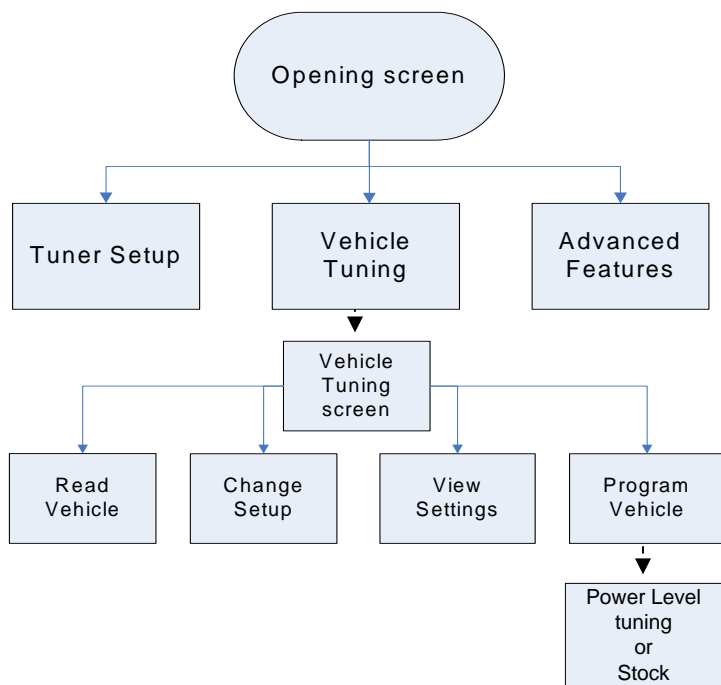 Opening screen
Tuner Setup
Vehicle
Tuning
Advanced
Features
Vehicle
Tuning
screen
Read
Vehicle
Change
Setup
View
Settings
Program
Vehicle
Power Level
tuning
or
Stock